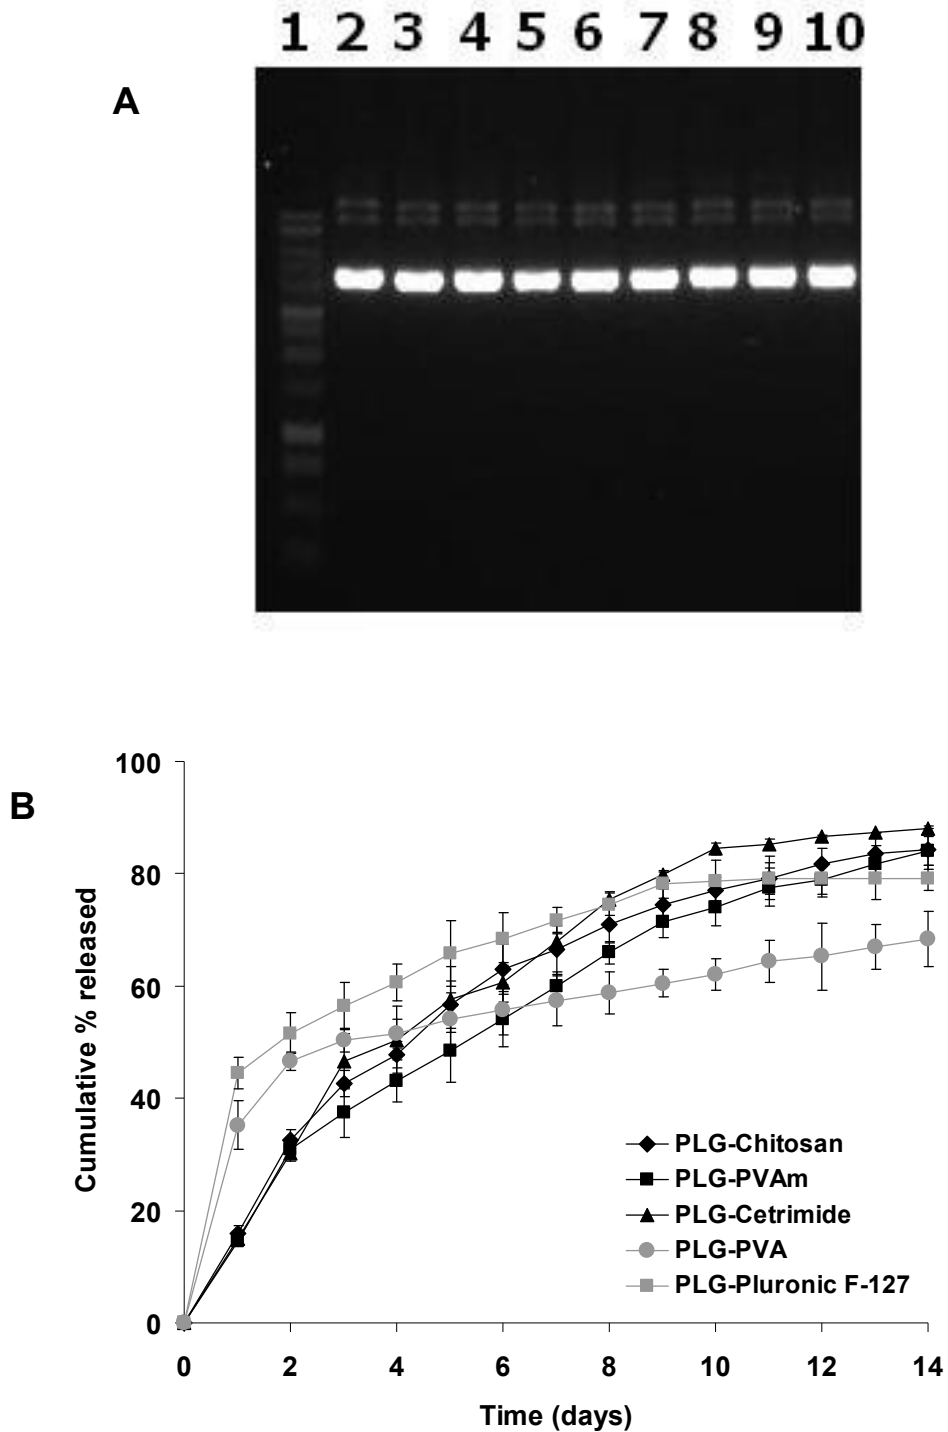 1 2 3 4 5 6 7 8 9 10
A
B
100
80
60
40
20
0
Cumulative % released
PLG-Chitosan
PLG-PVAm
PLG-Cetrimide
PLG-PVA
PLG-Pluronic F-127
0 2 4 6 8 10 12 14
Time (days)